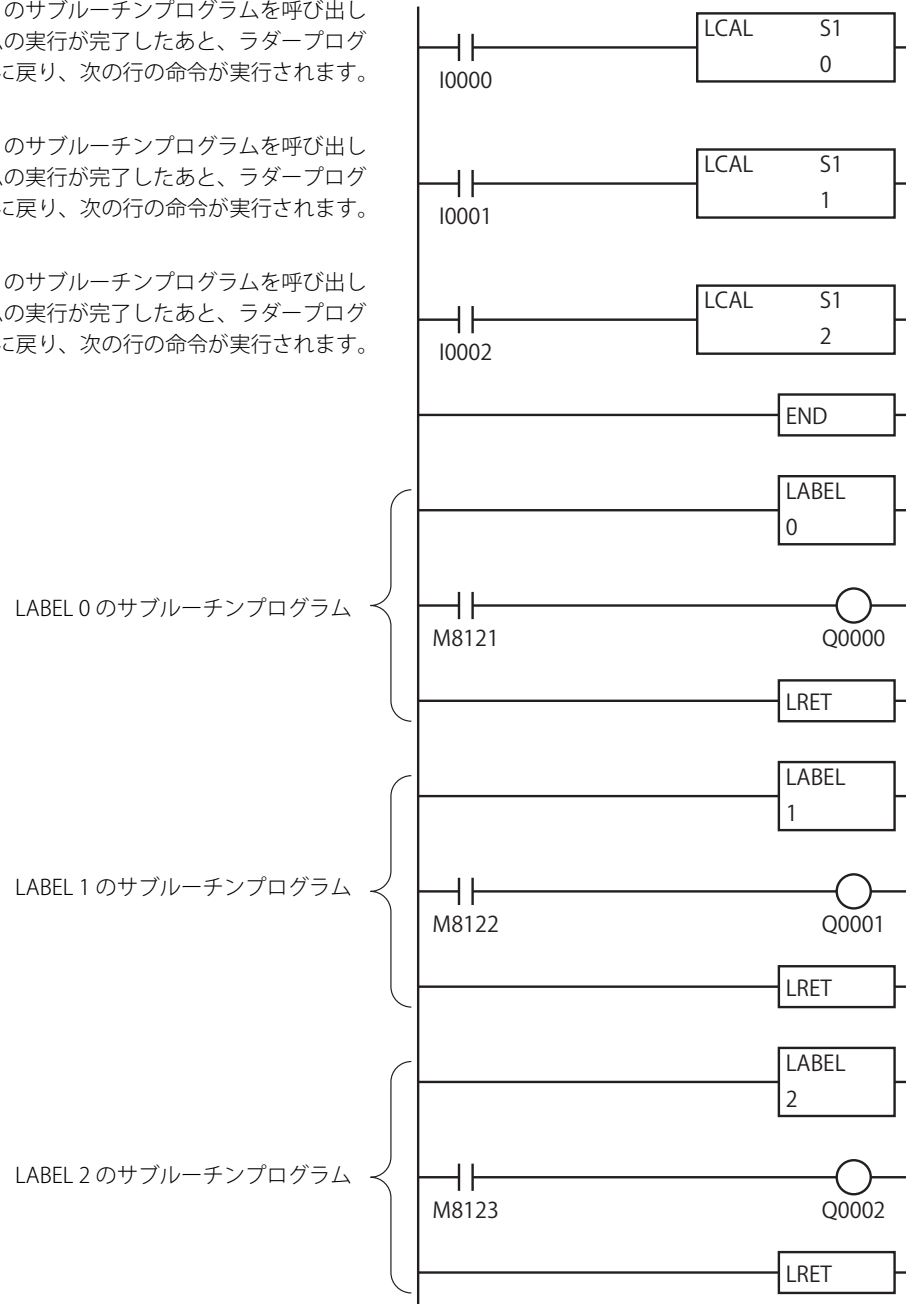 のサブルーチンプログラムを呼び出し
の実行が完了したあと、ラダープログ
に戻り、次の行の命令が実行されます。
LCAL S1
0
I0000
のサブルーチンプログラムを呼び出し
の実行が完了したあと、ラダープログ
に戻り、次の行の命令が実行されます。
LCAL S1
1
I0001
のサブルーチンプログラムを呼び出し
の実行が完了したあと、ラダープログ
に戻り、次の行の命令が実行されます。
LCAL S1
2
I0002
END
LABEL
0
LABEL 0 のサブルーチンプログラム
M8121 Q0000
LRET
LABEL
1
LABEL 1 のサブルーチンプログラム
M8122 Q0001
LRET
LABEL
2
LABEL 2 のサブルーチンプログラム
M8123 Q0002
LRET